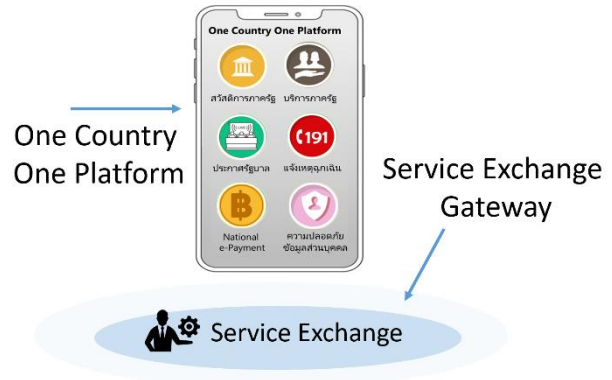 One Country One Platform
สวัสดิการภาครัฐ
บริการภาครัฐ
191
ประกาศรัฐบาล
แจ้งเหตุฉุกเฉิน
National
e-Payment
ความปลอดภัย
ข้อมูลส่วนบุคคล
One Country
One Platform
Service Exchange
Gateway
Service Exchange